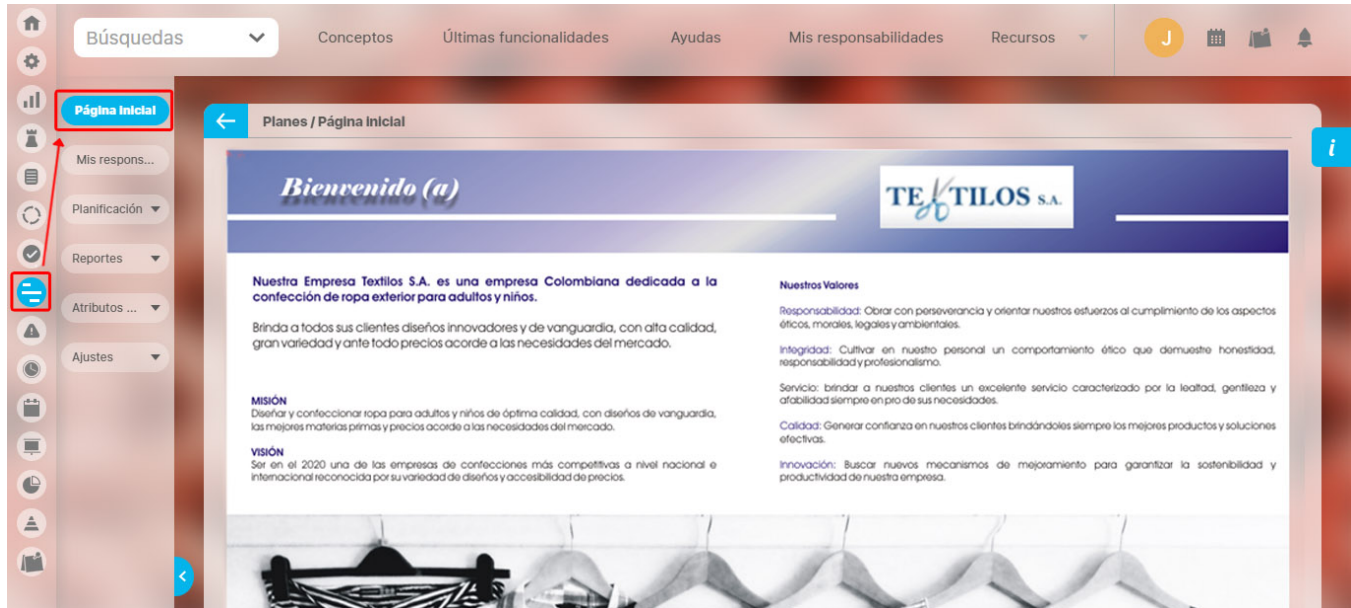 Búsquedas
Conceptos
Últimas funcionalidades
Ayudas
Mis responsabilidades
Recursos
J
Página Inicial
Mis respons...
Planificación
Reportes
Atributos ...
Ajustes
Planes / Página Inicial
i
Bienvenido (a)
TEXTILOS S.A.
Nuestra Empresa Textilos S.A. es una empresa Colombiana dedicada a la
confección de ropa exterior para adultos y niños.
Brinda a todos sus clientes diseños innovadores y de vanguardia, con alta calidad,
gran variedad y ante todo precios acorde a las necesidades del mercado.
MISIÓN
Diseñar y confeccionar ropa para adultos y niños de óptima calidad, con diseños de vanguardia,
las mejores materias primas y precios acorde a las necesidades del mercado.
VISIÓN
Ser en el 2020 una de las empresas de confecciones más competitivas a nivel nacional e
internacional reconocida por su variedad de diseños y accesibilidad de precios.
Nuestros Valores
Responsabilidad: Obrar con perseverancia y orientar nuestros esfuerzos al cumplimiento de los aspectos
éticos, morales, legales y ambientales.
Integridad: Cultivar en nuestro personal un comportamiento ético que demuestre honestidad,
responsabilidad y profesionalismo.
Servicio: brindar a nuestros clientes un excelente servicio caracterizado por la lealtad, gentileza y
afabilidad siempre en pro de sus necesidades.
Calidad: Generar confianza en nuestros clientes brindándoles siempre los mejores productos y soluciones
efectivas.
Innovación: Buscar nuevos mecanismos de mejoramiento para garantizar la sostenibilidad y
productividad de nuestra empresa.